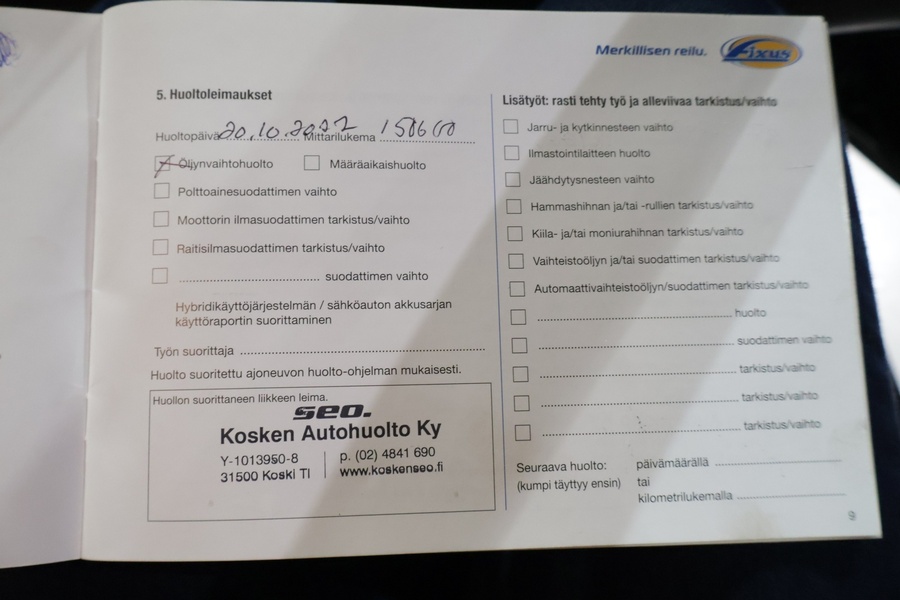 Merkillisen reilu. Fixus
5. Huoltoleimaukset
Huoltopäivä 20.10.2022 Mittarilukema 158600
Öljynvaihtohuolto Määräaikaishuolto
Polttoainesuodattimen vaihto
Moottorin ilmasuodattimen tarkistus/vaihto
Raitisilmasuodattimen tarkistus/vaihto
suodattimen vaihto
Hybridikäyttöjärjestelmän / sähköauton akkusarjan
käyttöraportin suorittaminen
Työn suorittaja
Huolto suoritettu ajoneuvon huolto-ohjelman mukaisesti.
Huollon suorittaneen liikkeen leima.
seo.
Kosken Autohuolto Ky
Y-1013950-8 p. (02) 4841 690
31500 Koski Tl www.koskenseo.fi
Lisätyöt: rasti tehty työ ja alleviivaa tarkistus/vaihto
Jarru- ja kytkinnesteen vaihto
Ilmastointilaitteen huolto
Jäähdytysnesteen vaihto
Hammashihnan ja/tai -rullien tarkistus/vaihto
Kiila- ja/tai moniurahihnan tarkistus/vaihto
Vaihteistoöljyn ja/tai suodattimen tarkistus/vaihto
Automaattivaihteistoöljyn/suodattimen tarkistus/vaihto
huolto
suodattimen vaihto
tarkistus/vaihto
tarkistus/vaihto
tarkistus/vaihto
Seuraava huolto: päivämäärällä
(kumpi täyttyy ensin) tai
kilometrilukemalla
9